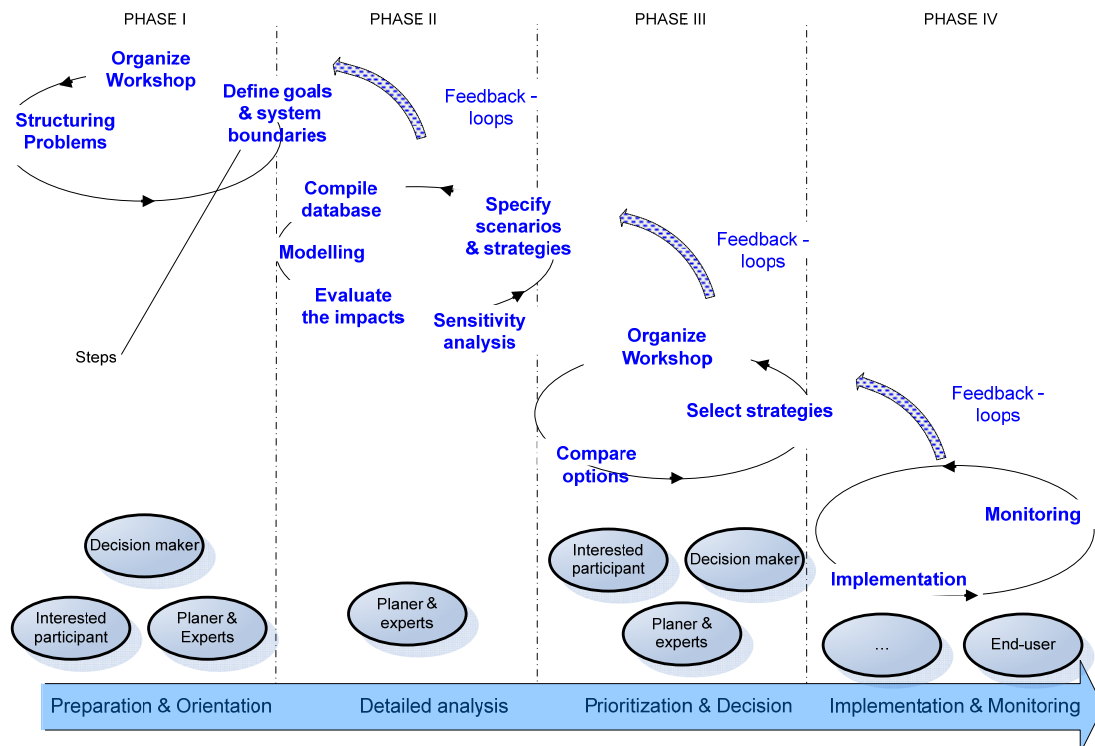 PHASE I
PHASE II
PHASE III
PHASE IV
Organize
Workshop
Structuring
Problems
Define goals
& system
boundaries
Steps
Feedback -
loops
Compile
database
Modelling
Evaluate
the impacts
Sensitivity
analysis
Specify
scenarios
& strategies
Feedback -
loops
Organize
Workshop
Select strategies
Compare
options
Feedback -
loops
Monitoring
Implementation
Decision maker
Interested
participant
Planer &
Experts
Planer &
experts
Interested
participant
Decision maker
Planer &
experts
...
End-user
Preparation & Orientation
Detailed analysis
Prioritization & Decision
Implementation & Monitoring